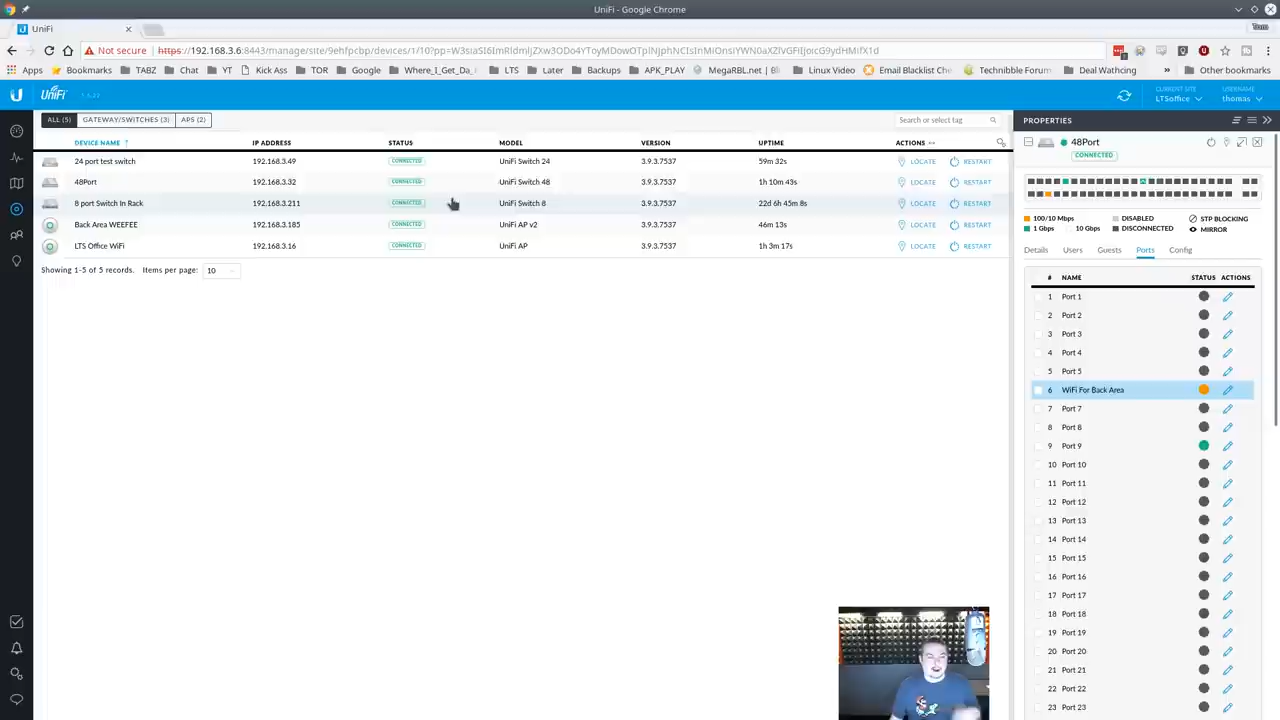 UniFi - Google Chrome
UniFi
Tom
Not secure
https://192.168.3.6:8443/manage/site/9ehfpcbp/devices/1/10?pp=
Apps Bookmarks TABZ Chat YT Kick Ass TOR Google Where_I_Get_Da_ LTS Later Backups APK_PLAY MegaRBL.net | Bl Linux Video Email Blacklist Che Technibble Forum Deal Wathcing » Other bookmarks
U UniFi
CURRENT SITE
LTSoffice
USERNAME
thomas
ALL (5) GATEWAY/SWITCHES (3) APS (2)
Search or select tag
DEVICE NAME IP ADDRESS STATUS MODEL VERSION UPTIME ACTIONS
24 port test switch 192.168.3.49 CONNECTED UniFi Switch 24 3.9.3.7537 59m 32s LOCATE RESTART
48Port 192.168.3.32 CONNECTED UniFi Switch 48 3.9.3.7537 1h 10m 43s LOCATE RESTART
8 port Switch In Rack 192.168.3.211 CONNECTED UniFi Switch 8 3.9.3.7537 22d 6h 45m 8s LOCATE RESTART
Back Area WEEFEE 192.168.3.185 CONNECTED UniFi AP v2 3.9.3.7537 46m 13s LOCATE RESTART
LTS Office WiFi 192.168.3.16 CONNECTED UniFi AP 3.9.3.7537 1h 3m 17s LOCATE RESTART
Showing 1-5 of 5 records. Items per page: 10
PROPERTIES
48Port
CONNECTED
100/10 Mbps DISABLED STP BLOCKING
1 Gbps 10 Gbps DISCONNECTED MIRROR
Details Users Guests Ports Config
# NAME STATUS ACTIONS
1 Port 1
2 Port 2
3 Port 3
4 Port 4
5 Port 5
6 WiFi For Back Area
7 Port 7
8 Port 8
9 Port 9
10 Port 10
11 Port 11
12 Port 12
13 Port 13
14 Port 14
15 Port 15
16 Port 16
17 Port 17
18 Port 18
19 Port 19
20 Port 20
21 Port 21
22 Port 22
23 Port 23